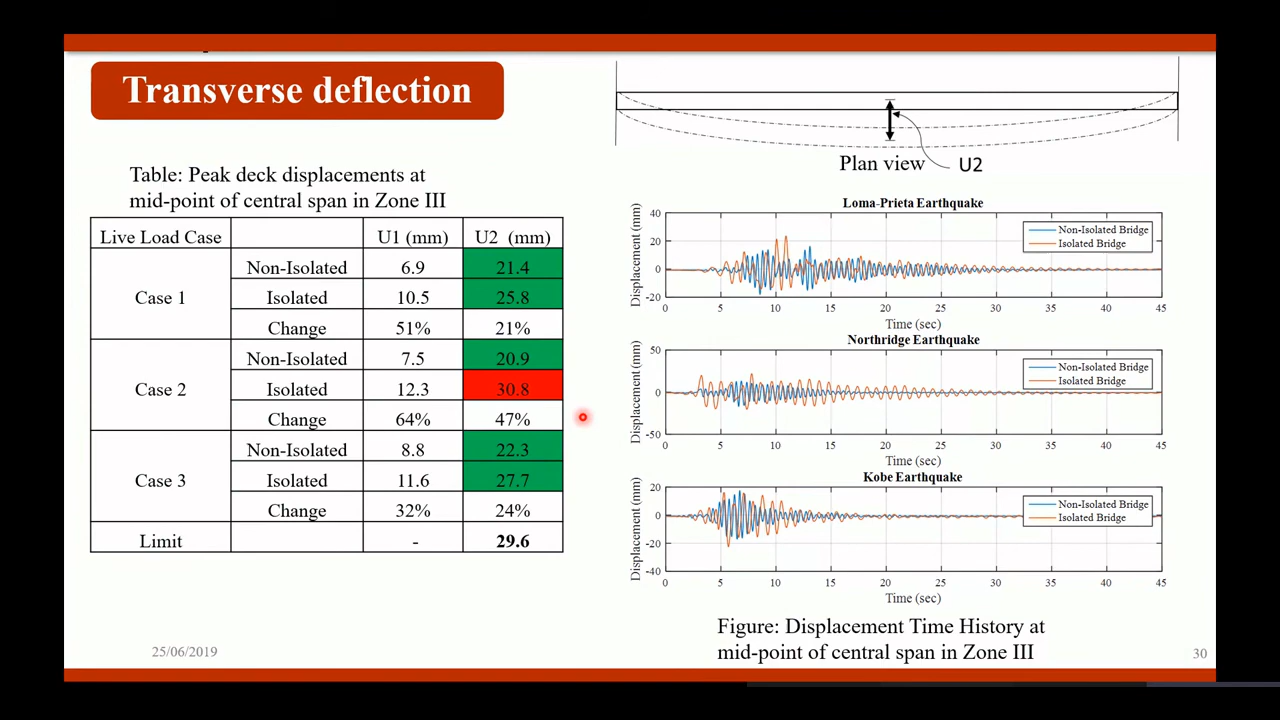 Transverse deflection
Plan view
U2
Table: Peak deck displacements at
mid-point of central span in Zone III
Live Load Case U1 (mm) U2 (mm)
Case 1
Non-Isolated 6.9 21.4
Isolated 10.5 25.8
Change 51% 21%
Case 2
Non-Isolated 7.5 20.9
Isolated 12.3 30.8
Change 64% 47%
Case 3
Non-Isolated 8.8 22.3
Isolated 11.6 27.7
Change 32% 24%
Limit - 29.6
Loma-Prieta Earthquake
Displacement (mm)
40
20
0
-20
Non-Isolated Bridge
Isolated Bridge
0 5 10 15 20 25 30 35 40 45
Time (sec)
Northridge Earthquake
Displacement (mm)
50
0
-50
Non-Isolated Bridge
Isolated Bridge
0 5 10 15 20 25 30 35 40 45
Time (sec)
Kobe Earthquake
Displacement (mm)
20
0
-20
-40
Non-Isolated Bridge
Isolated Bridge
0 5 10 15 20 25 30 35 40 45
Time (sec)
Figure: Displacement Time History at
mid-point of central span in Zone III
25/06/2019
30